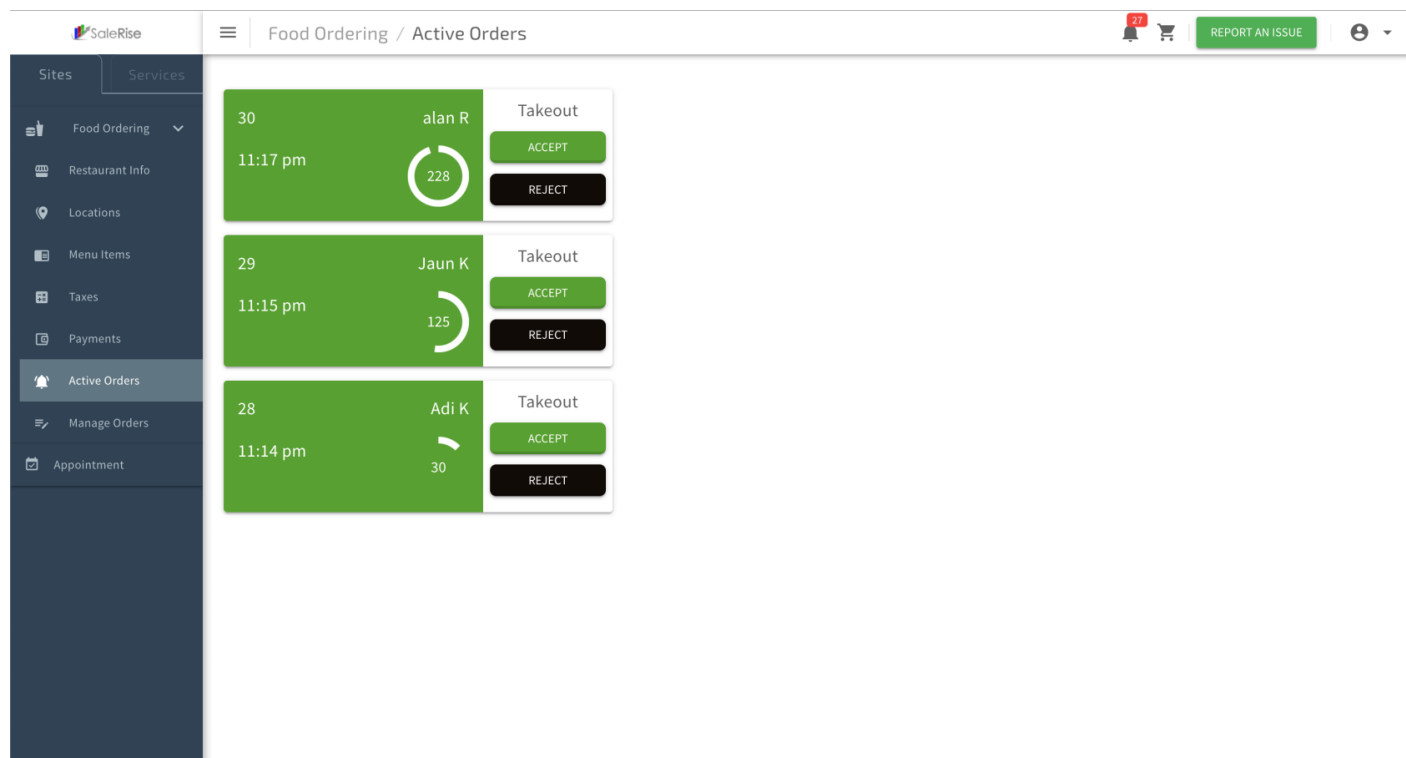 SaleRise
Food Ordering / Active Orders
27
REPORT AN ISSUE
Sites
Services
Food Ordering
Restaurant Info
Locations
Menu Items
Taxes
Payments
Active Orders
Manage Orders
Appointment
30
alan R
11:17 pm
228
Takeout
ACCEPT
REJECT
29
Jaun K
11:15 pm
125
Takeout
ACCEPT
REJECT
28
Adi K
11:14 pm
30
Takeout
ACCEPT
REJECT